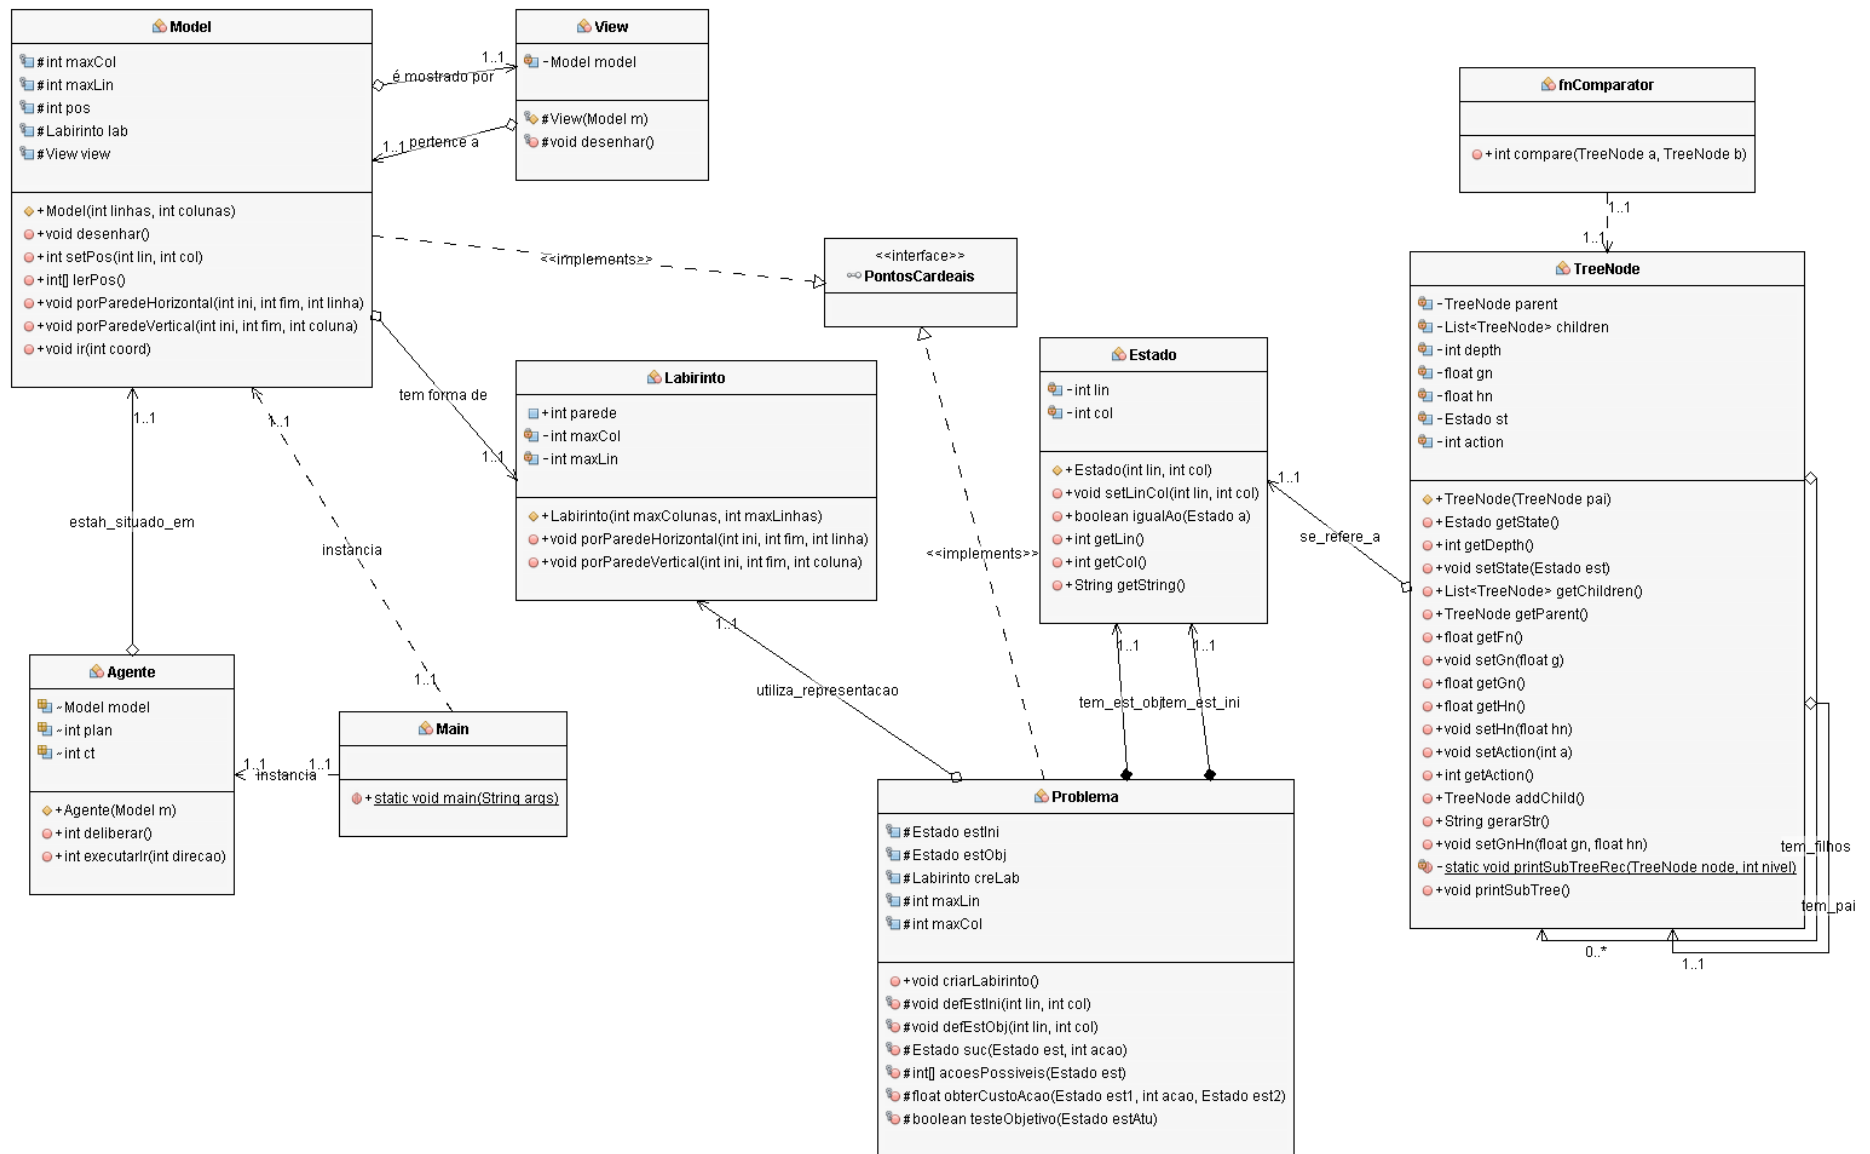 Model
#int maxCol
#int maxLin
#int pos
#Labirinto lab
#View view
+Model(int linhas, int colunas)
+void desenhar()
+int setPos(int lin, int col)
+int[] lerPos()
+void porParedeHorizontal(int ini, int fim, int linha)
+void porParedeVertical(int ini, int fim, int coluna)
+void ir(int coord)
1..1
é mostrado por
1..1
pertence a
View
-Model model
#View(Model m)
#void desenhar()
<<implements>>
<<interface>>
PontosCardeais
fnComparator
+int compare(TreeNode a, TreeNode b)
1..1
1..1
tem forma de
1..1
Labirinto
+int parede
-int maxCol
-int maxLin
+Labirinto(int maxColunas, int maxLinhas)
+void porParedeHorizontal(int ini, int fim, int linha)
+void porParedeVertical(int ini, int fim, int coluna)
<<implements>>
Estado
-int lin
-int col
+Estado(int lin, int col)
+void setLinCol(int lin, int col)
+boolean igualAo(Estado a)
+int getLin()
+int getCol()
+String getString()
1..1
se_refere_a
TreeNode
-TreeNode parent
-List<TreeNode> children
-int depth
-float gn
-float hn
-Estado st
-int action
+TreeNode(TreeNode pai)
+Estado getState()
+int getDepth()
+void setState(Estado est)
+List<TreeNode> getChildren()
+TreeNode getParent()
+float getFn()
+void setGn(float g)
+float getGn()
+float getHn()
+void setHn(float hn)
+void setAction(int a)
+int getAction()
+TreeNode addChild()
+String gerarStr()
+void setGnHn(float gn, float hn)
-static void printSubTreeRec(TreeNode node, int nivel)
+void printSubTree()
tem_filhos
tem_pai
0..*
1..1
1..1
estah_situado_em
1..1
instancia
1..1
Agente
~Model model
~int plan
~int ct
+Agente(Model m)
+int deliberar()
+int executarIr(int direcao)
1..1
instancia
1..1
Main
+static void main(String args)
1..1
utiliza_representacao
1..1
1..1
tem_est_obj
tem_est_ini
Problema
#Estado estIni
#Estado estObj
#Labirinto creLab
#int maxLin
#int maxCol
+void criarLabirinto()
#void defEstIni(int lin, int col)
#void defEstObj(int lin, int col)
#Estado suc(Estado est, int acao)
#int[] acoesPossiveis(Estado est)
#float obterCustoAcao(Estado est1, int acao, Estado est2)
#boolean testeObjetivo(Estado estAtu)